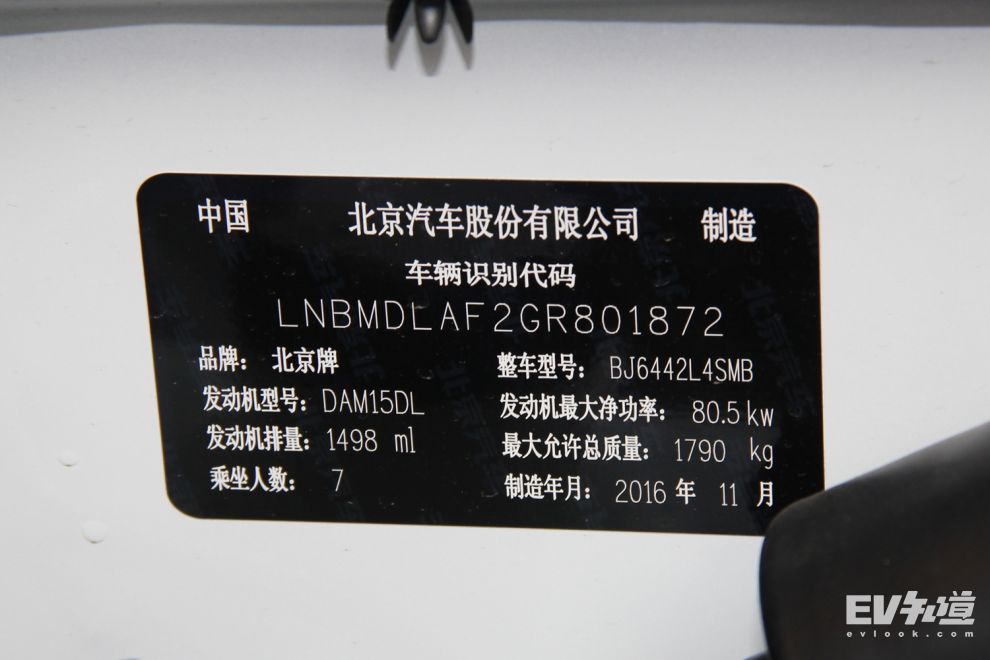 中国 北京汽车股份有限公司 制造
车辆识别代码
LNBMDLAF2GR801872
品牌： 北京牌 整车型号： BJ6442L4SMB
发动机型号： DAM15DL 发动机最大净功率： 80.5 kw
发动机排量： 1498 ml 最大允许总质量： 1790 kg
乘坐人数： 7 制造年月： 2016 年 11 月
EV知道
evlook.com